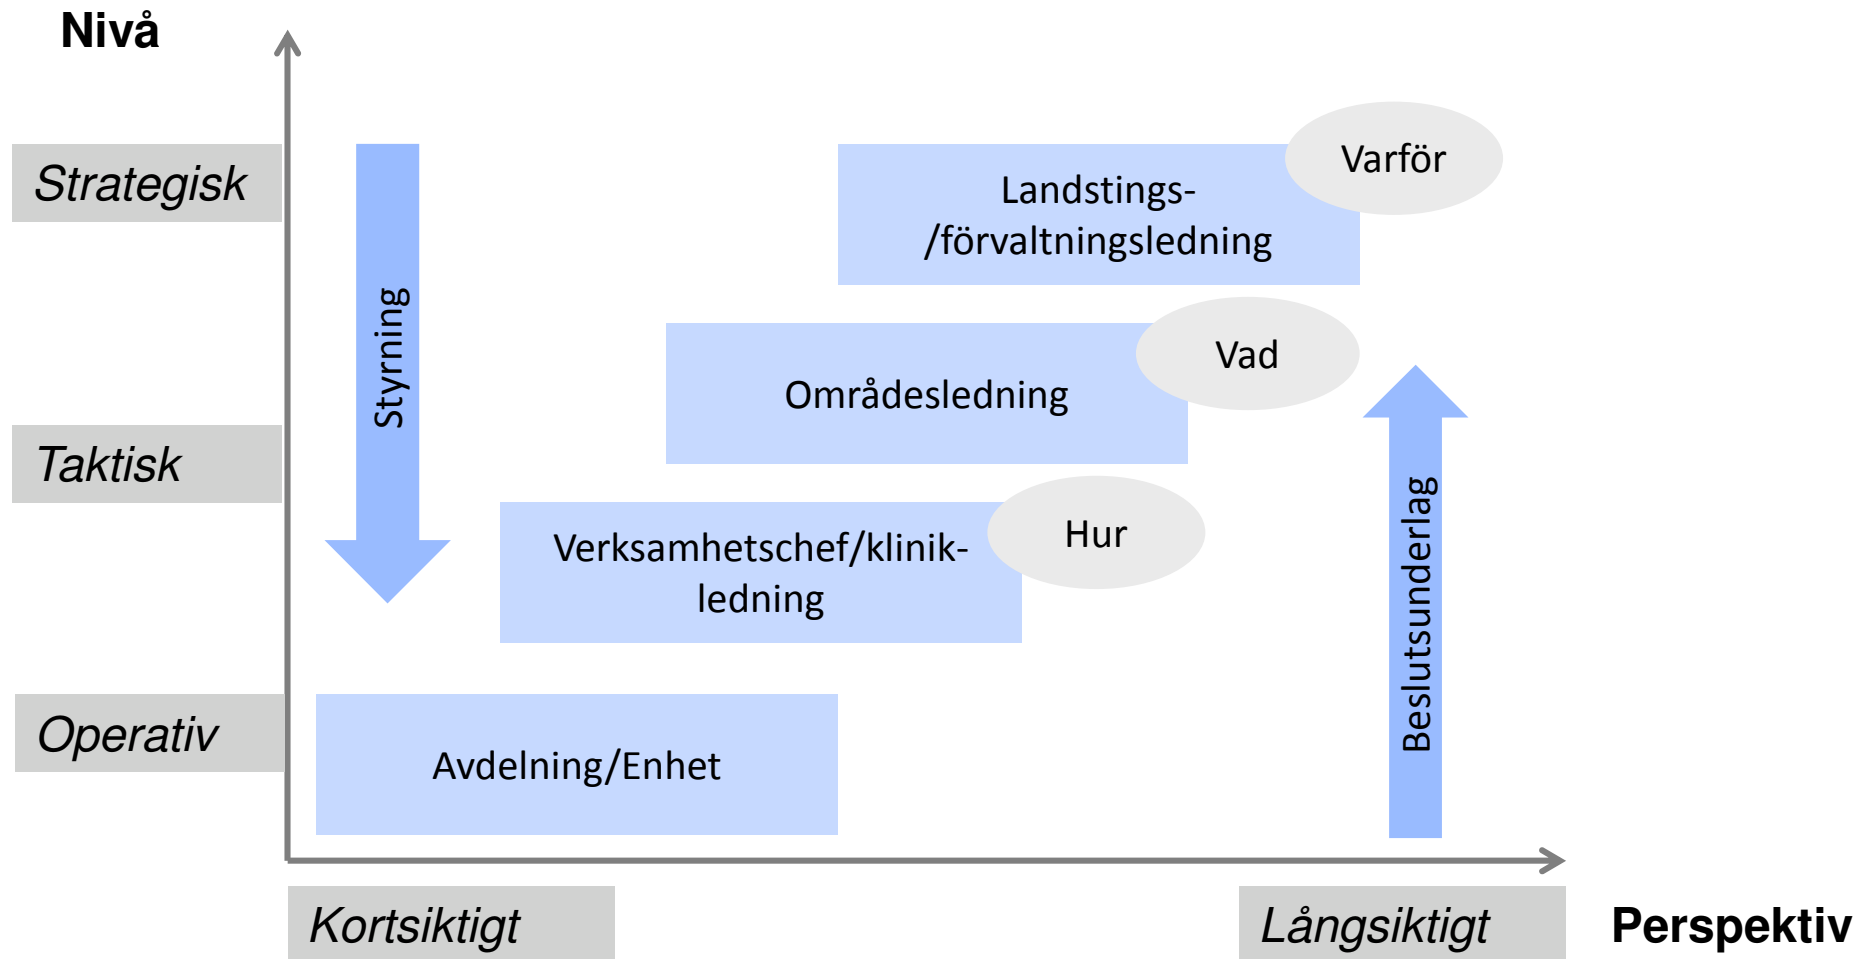 Nivå
Strategisk
Varför
Landstings-
/förvaltningsledning
Styrning
Vad
Områdesledning
Taktisk
Hur
Verksamhetschef/klinik-
ledning
Beslutsunderlag
Operativ
Avdelning/Enhet
Kortsiktigt
Långsiktigt
Perspektiv